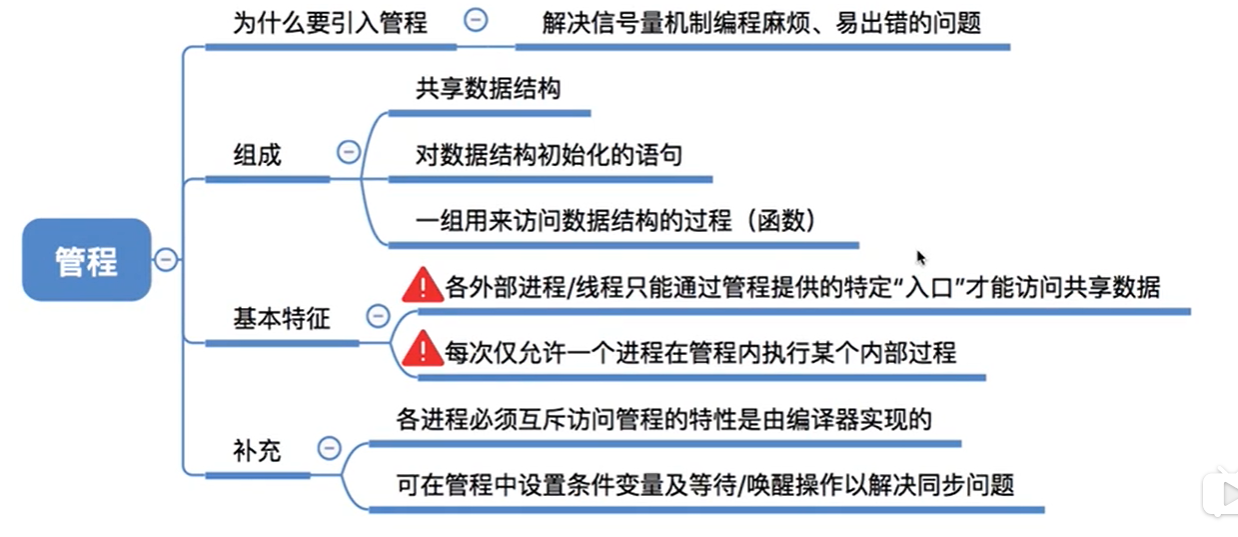 为什么要引入管程
解决信号量机制编程麻烦、易出错的问题
共享数据结构
组成
对数据结构初始化的语句
一组用来访问数据结构的过程（函数）
管程
各外部进程/线程只能通过管程提供的特定“入口”才能访问共享数据
基本特征
每次仅允许一个进程在管程内执行某个内部过程
各进程必须互斥访问管程的特性是由编译器实现的
补充
可在管程中设置条件变量及等待/唤醒操作以解决同步问题